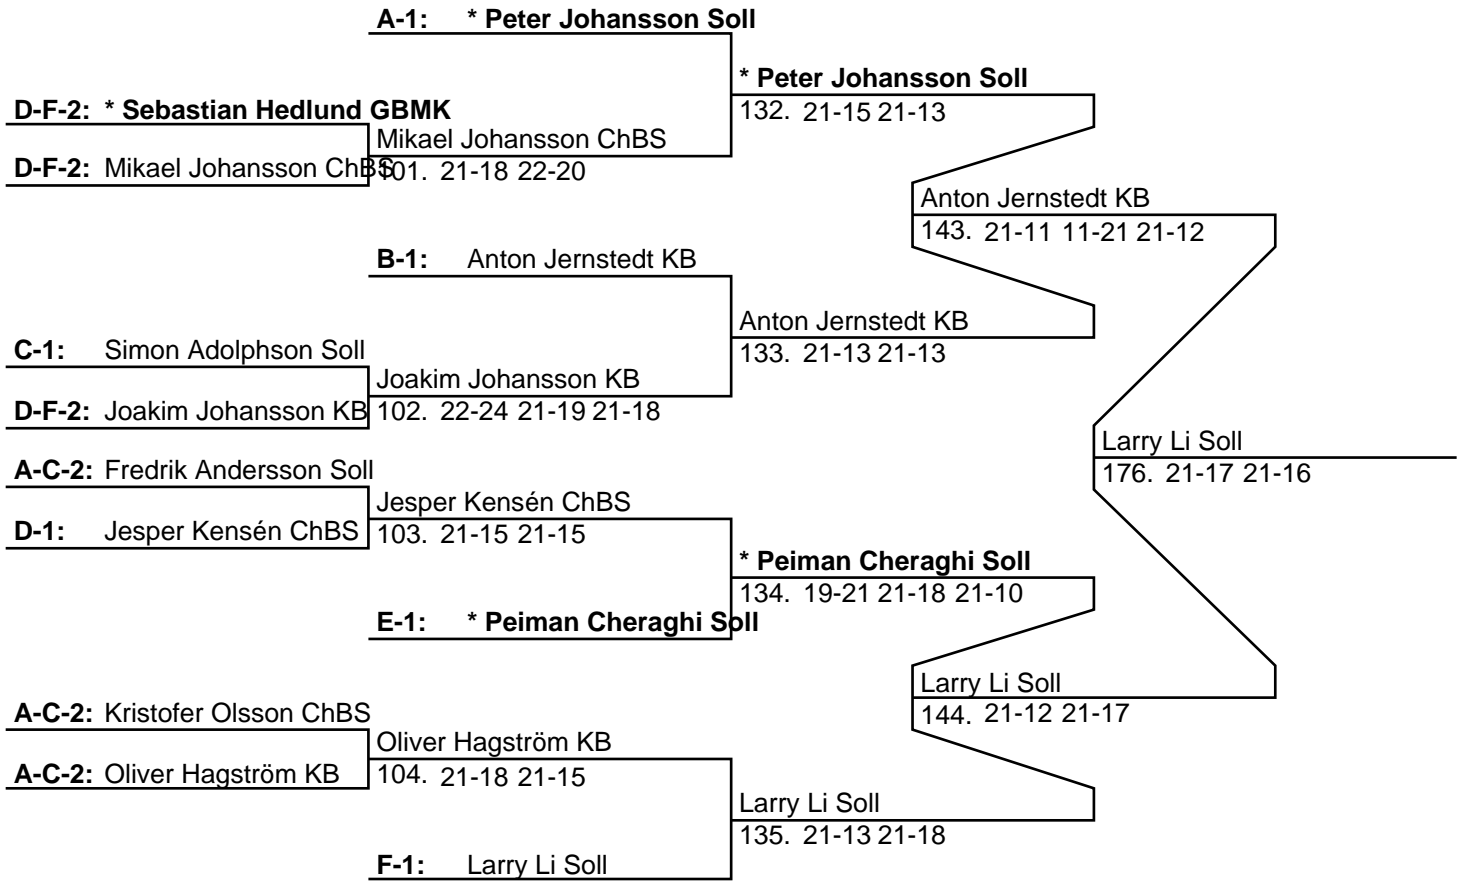 A-1: * Peter Johansson Soll
* Peter Johansson Soll
D-F-2: * Sebastian Hedlund GBMK
132. 21-15 21-13
Mikael Johansson ChBS
D-F-2: Mikael Johansson ChBS
101. 21-18 22-20
Anton Jernstedt KB
143. 21-11 11-21 21-12
B-1: Anton Jernstedt KB
Anton Jernstedt KB
C-1: Simon Adolphson Soll
133. 21-13 21-13
Joakim Johansson KB
D-F-2: Joakim Johansson KB
102. 22-24 21-19 21-18
Larry Li Soll
A-C-2: Fredrik Andersson Soll
176. 21-17 21-16
Jesper Kensén ChBS
D-1: Jesper Kensén ChBS
103. 21-15 21-15
* Peiman Cheraghi Soll
134. 19-21 21-18 21-10
E-1: * Peiman Cheraghi Soll
Larry Li Soll
A-C-2: Kristofer Olsson ChBS
144. 21-12 21-17
Oliver Hagström KB
A-C-2: Oliver Hagström KB
104. 21-18 21-15
Larry Li Soll
135. 21-13 21-18
F-1: Larry Li Soll